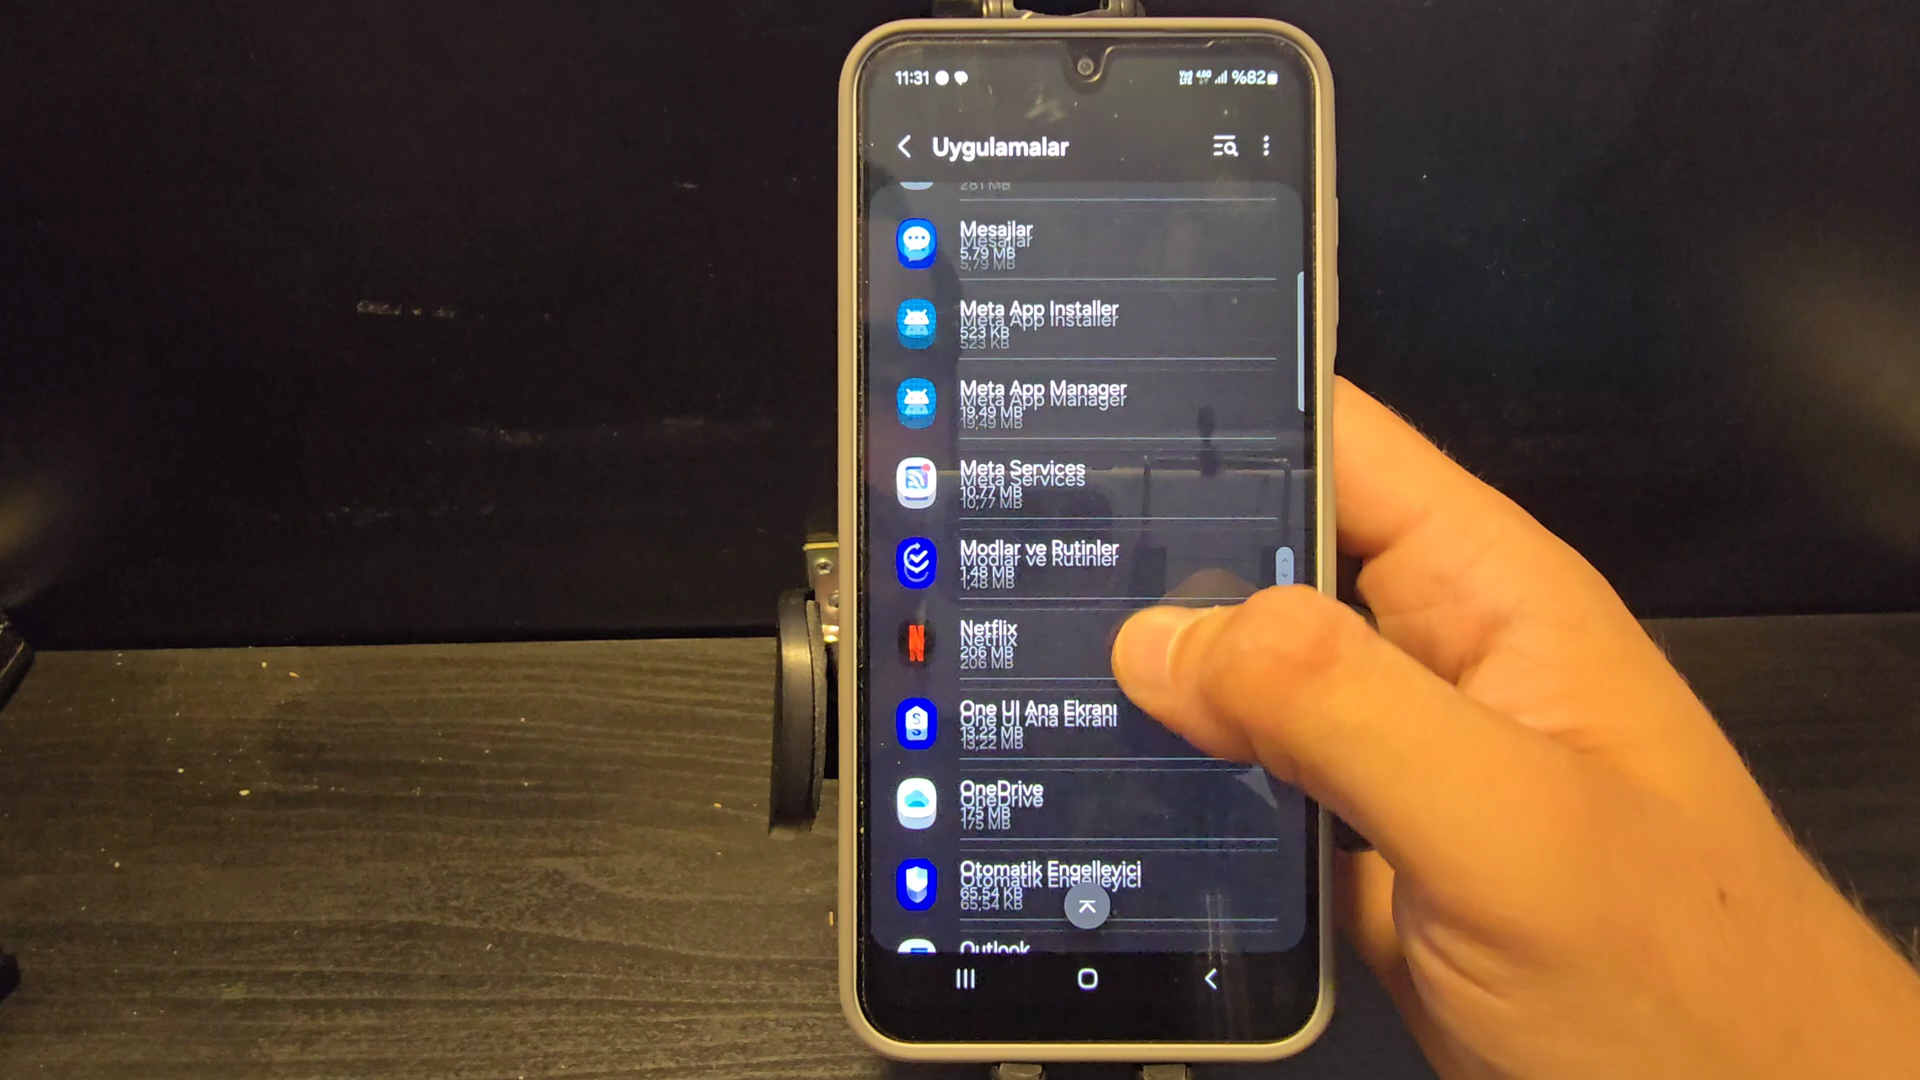 11:31 %82
Uygulamalar
281 MB
Mesajlar
5,79 MB
Meta App Installer
523 KB
Meta App Manager
19,49 MB
Meta Services
10,77 MB
Modlar ve Rutinler
1,48 MB
Netflix
206 MB
One UI Ana Ekranı
13,22 MB
OneDrive
175 MB
Otomatik Engelleyici
65,54 KB
Outlook